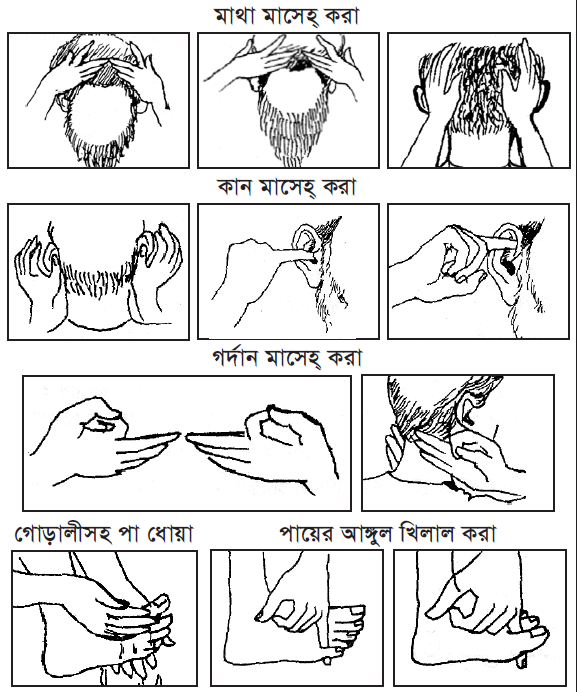 মাথা মাসেহ্ করা
কান মাসেহ্ করা
গর্দান মাসেহ্ করা
গোড়ালীসহ পা ধোয়া
পায়ের আঙ্গুল খিলাল করা